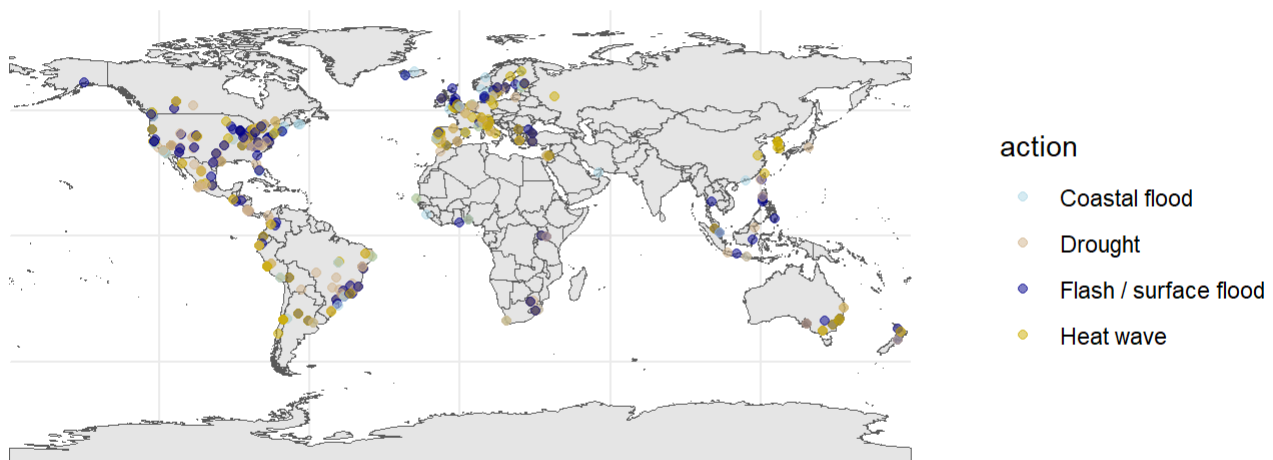 action
Coastal flood
Drought
Flash / surface flood
Heat wave